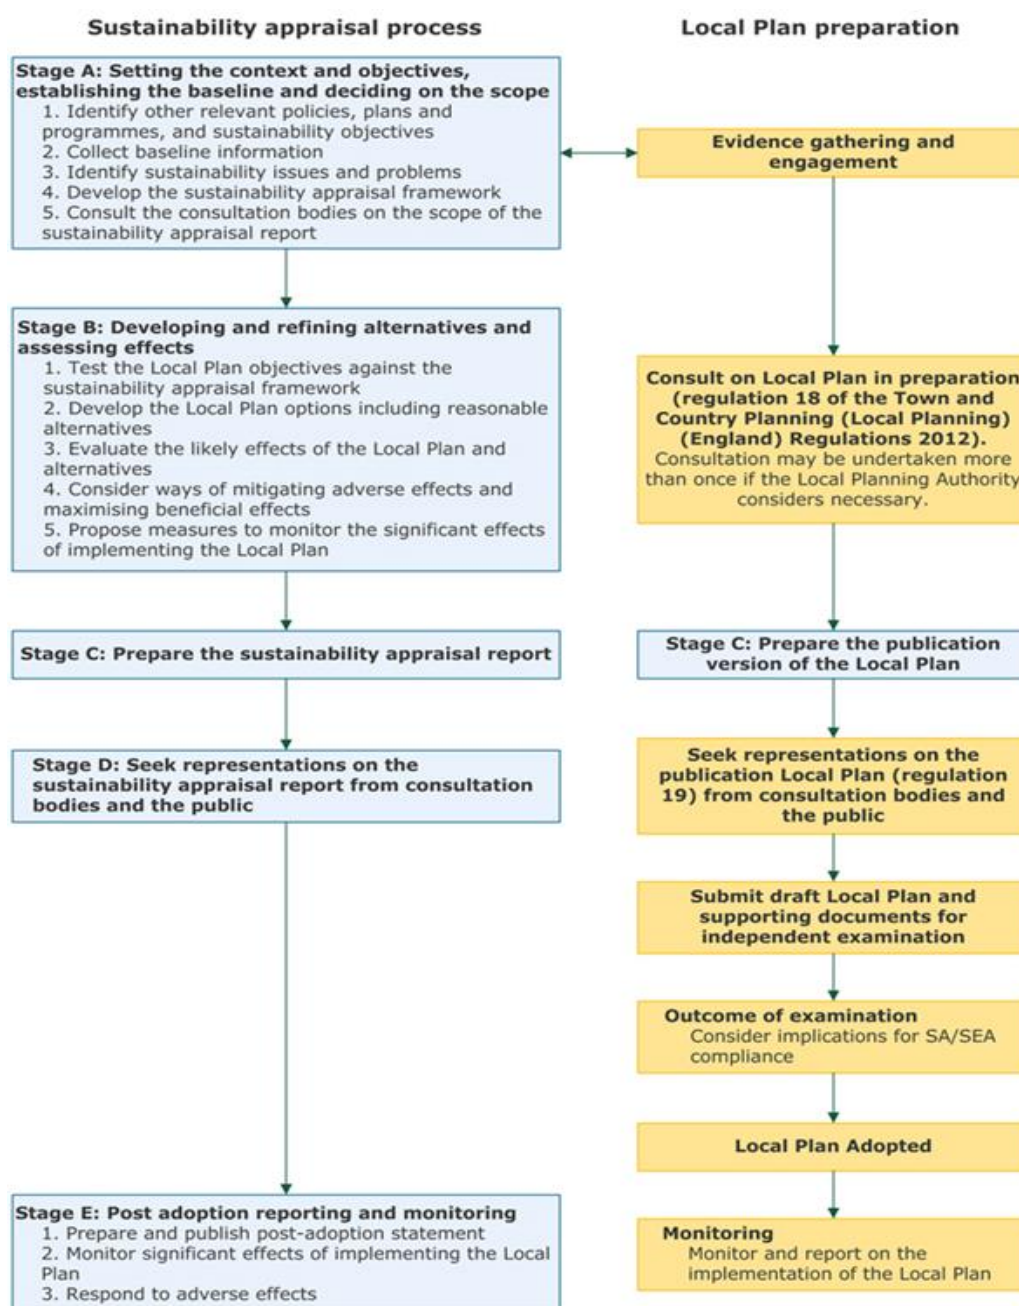 Sustainability appraisal process
Stage A: Setting the context and objectives,
establishing the baseline and deciding on the scope
1. Identify other relevant policies, plans and
programmes, and sustainability objectives
2. Collect baseline information
3. Identify sustainability issues and problems
4. Develop the sustainability appraisal framework
5. Consult the consultation bodies on the scope of the
sustainability appraisal report
Stage B: Developing and refining alternatives and
assessing effects
1. Test the Local Plan objectives against the
sustainability appraisal framework
2. Develop the Local Plan options including reasonable
alternatives
3. Evaluate the likely effects of the Local Plan and
alternatives
4. Consider ways of mitigating adverse effects and
maximising beneficial effects
5. Propose measures to monitor the significant effects
of implementing the Local Plan
Stage C: Prepare the sustainability appraisal report
Stage D: Seek representations on the
sustainability appraisal report from consultation
bodies and the public
Stage E: Post adoption reporting and monitoring
1. Prepare and publish post-adoption statement
2. Monitor significant effects of implementing the Local
Plan
3. Respond to adverse effects
Local Plan preparation
Evidence gathering and
engagement
Consult on Local Plan in preparation
(regulation 18 of the Town and
Country Planning (Local Planning)
(England) Regulations 2012).
Consultation may be undertaken more
than once if the Local Planning Authority
considers necessary.
Stage C: Prepare the publication
version of the Local Plan
Seek representations on the
publication Local Plan (regulation
19) from consultation bodies and
the public
Submit draft Local Plan and
supporting documents for
independent examination
Outcome of examination
Consider implications for SA/SEA
compliance
Local Plan Adopted
Monitoring
Monitor and report on the
implementation of the Local Plan